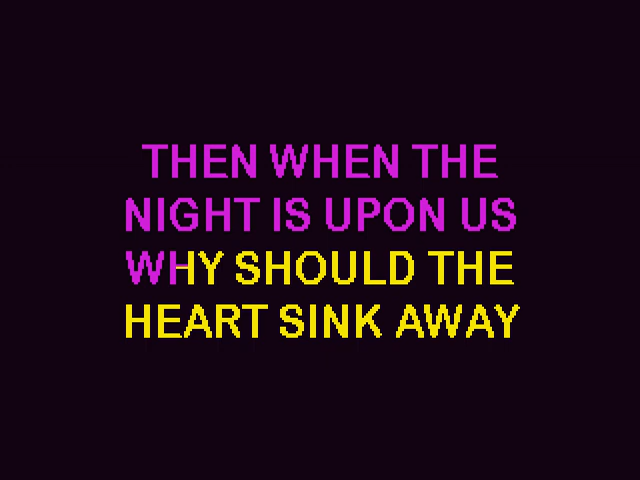 THEN WHEN THE
NIGHT IS UPON US
WHY SHOULD THE
HEART SINK AWAY